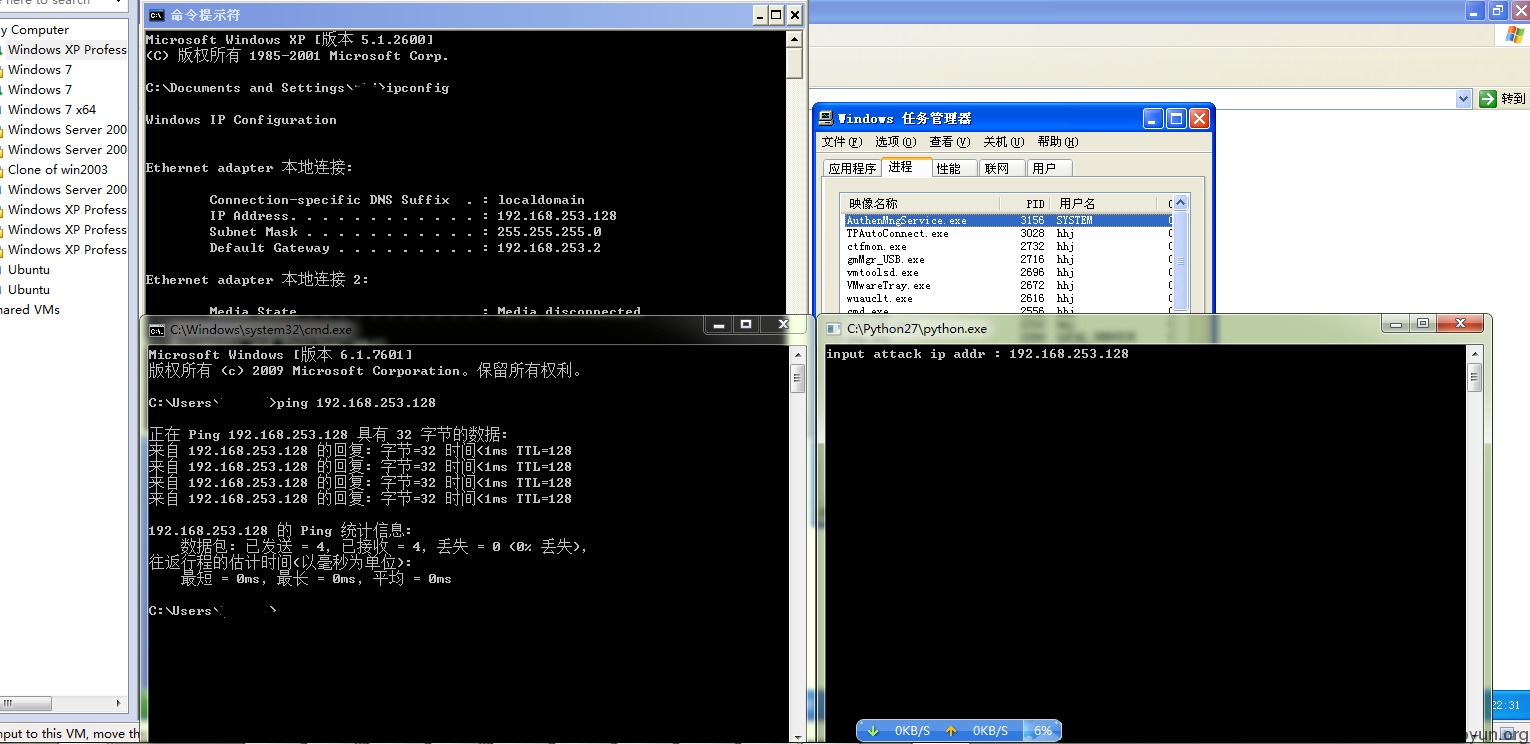 y Computer
Windows XP Profess
Windows 7
Windows 7
Windows 7 x64
Windows Server 200
Windows Server 200
Clone of win2003
Windows Server 200
Windows XP Profess
Windows XP Profess
Windows XP Profess
Ubuntu
Ubuntu
nared VMs
nput to this VM, move th
命令提示符
Microsoft Windows XP [版本 5.1.2600]
(C) 版权所有 1985-2001 Microsoft Corp.
C:\Documents and Settings\ >ipconfig
Windows IP Configuration
Ethernet adapter 本地连接:
Connection-specific DNS Suffix . : localdomain
IP Address. . . . . . . . . . . . : 192.168.253.128
Subnet Mask . . . . . . . . . . . : 255.255.255.0
Default Gateway . . . . . . . . . : 192.168.253.2
Ethernet adapter 本地连接 2:
Media State . . . . . . . . . . . : Media disconnected
转到
Windows 任务管理器
文件(F) 选项(O) 查看(V) 关机(U) 帮助(H)
应用程序 进程 性能 联网 用户
映像名称 PID 用户名
AuthenMngService.exe 3156 SYSTEM
TPAutoConnect.exe 3028 hhj
ctfmon.exe 2732 hhj
gmMgr_USB.exe 2716 hhj
vmtoolsd.exe 2696 hhj
VMwareTray.exe 2672 hhj
wuauclt.exe 2616 hhj
cmd.exe 2556 hhj
C:\Windows\system32\cmd.exe
Microsoft Windows [版本 6.1.7601]
版权所有 (c) 2009 Microsoft Corporation。保留所有权利。
C:\Users\ >ping 192.168.253.128
正在 Ping 192.168.253.128 具有 32 字节的数据:
来自 192.168.253.128 的回复: 字节=32 时间<1ms TTL=128
来自 192.168.253.128 的回复: 字节=32 时间<1ms TTL=128
来自 192.168.253.128 的回复: 字节=32 时间<1ms TTL=128
来自 192.168.253.128 的回复: 字节=32 时间<1ms TTL=128
192.168.253.128 的 Ping 统计信息:
数据包: 已发送 = 4, 已接收 = 4, 丢失 = 0 (0% 丢失),
往返行程的估计时间(以毫秒为单位):
最短 = 0ms, 最长 = 0ms, 平均 = 0ms
C:\Users\ >
C:\Python27\python.exe
input attack ip addr : 192.168.253.128
0KB/S 0KB/S 6%
22:31
oyun.org